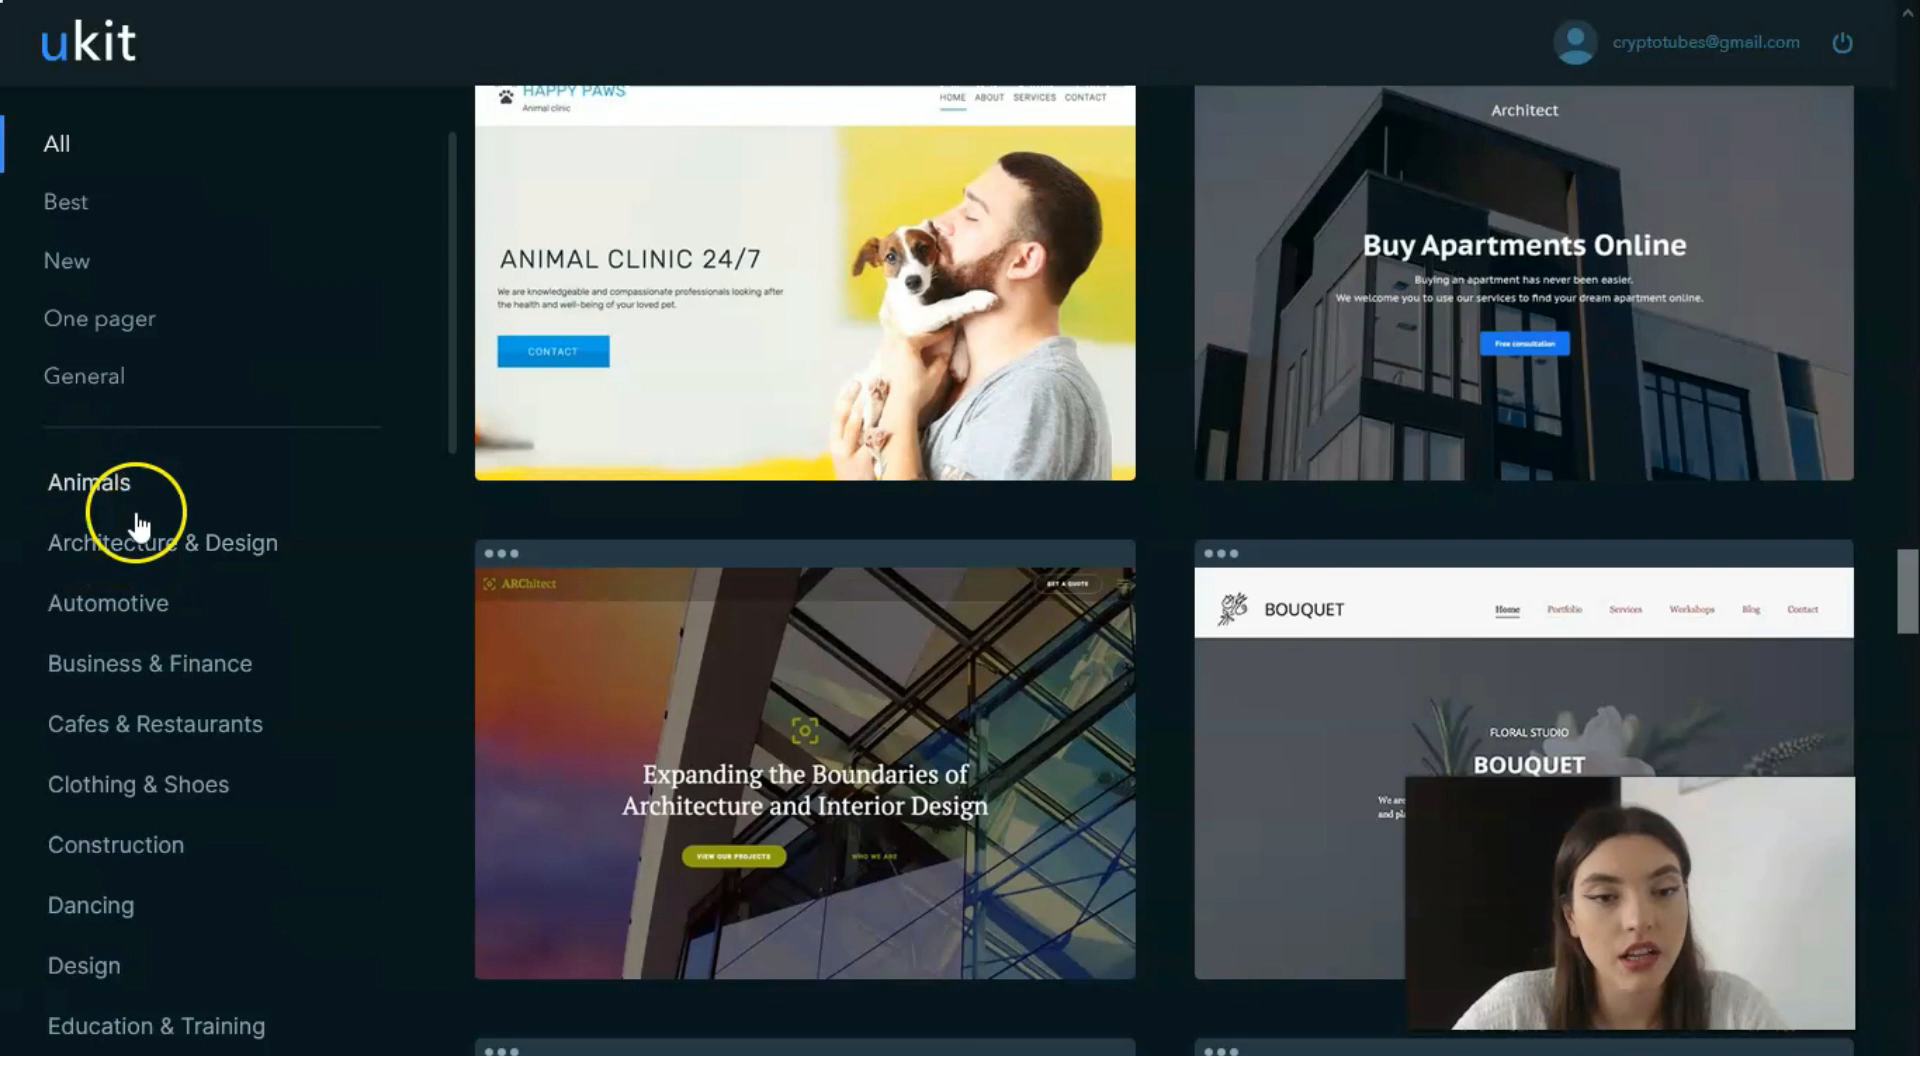 ukit
cryptotubes@gmail.com
All
Best
New
One pager
General
Animals
Architecture & Design
Automotive
Business & Finance
Cafes & Restaurants
Clothing & Shoes
Construction
Dancing
Design
Education & Training
HAPPY PAWS
Animal clinic
HOME ABOUT SERVICES CONTACT
ANIMAL CLINIC 24/7
We are knowledgeable and compassionate professionals looking after
the health and well-being of your loved pet.
CONTACT
Architect
Buy Apartments Online
Buying an apartment has never been easier.
We welcome you to use our services to find your dream apartment online.
Free consultation
ARChitect
GET A QUOTE
Expanding the Boundaries of
Architecture and Interior Design
VIEW OUR PROJECTS WHO WE ARE
BOUQUET
Home Portfolio Services Workshops Blog Contact
FLORAL STUDIO
BOUQUET
We are
and